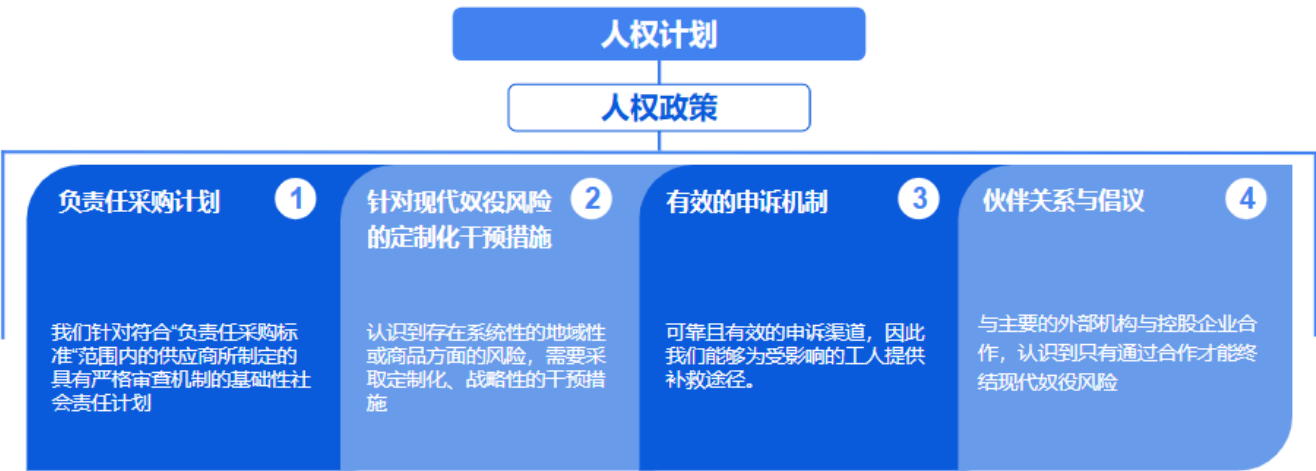 人权计划
人权政策
负责任采购计划
1
我们针对符合“负责任采购标
准”范围内的供应商所制定的
具有严格审查机制的基础性社
会责任计划
针对现代奴役风险
的定制化干预措施
2
认识到存在系统性的地域性
或商品方面的风险，需要采
取定制化、战略性的干预措
施
有效的申诉机制
3
可靠且有效的申诉渠道，因此
我们能够为受影响的工人提供
补救途径。
伙伴关系与倡议
4
与主要的外部机构与控股企业合
作，认识到只有通过合作才能终
结现代奴役风险